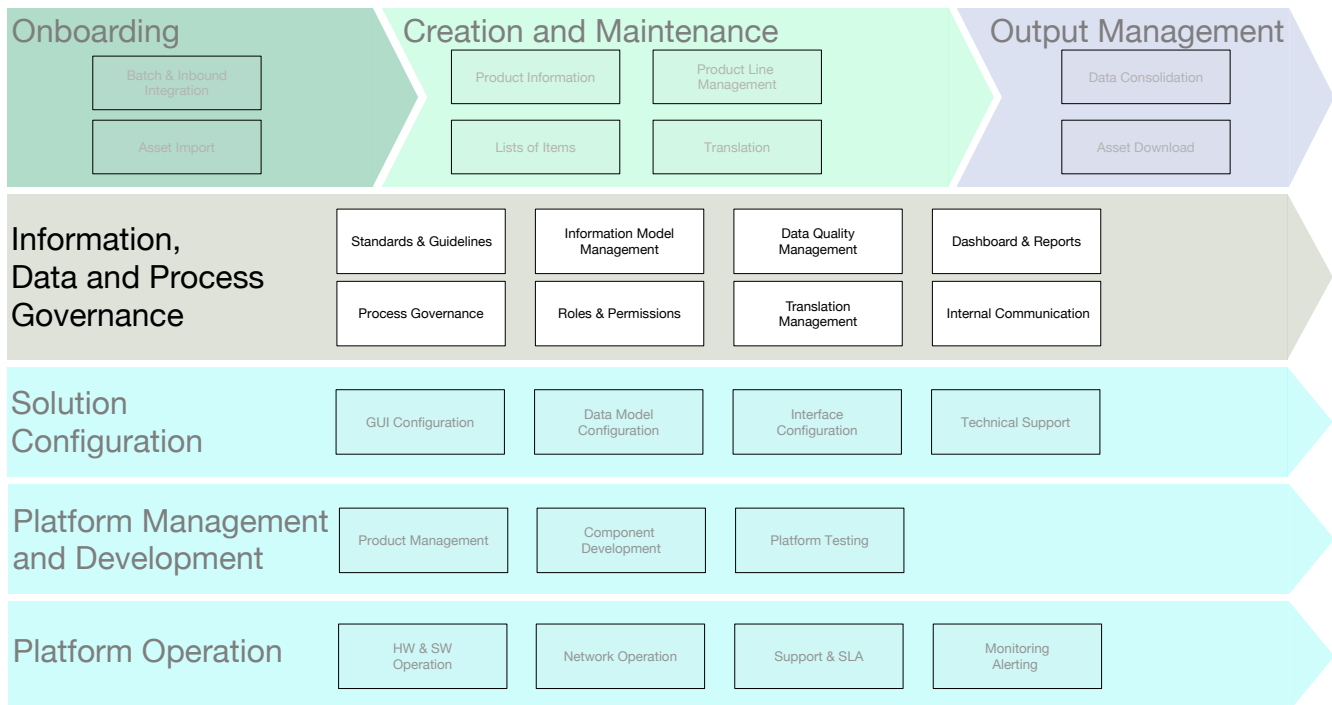 Onboarding
Batch & Inbound
Integration
Asset Import
Creation and Maintenance
Product Information
Product Line
Management
Lists of Items
Translation
Output Management
Data Consolidation
Asset Download
Information,
Data and Process
Governance
Standards & Guidelines
Information Model
Management
Data Quality
Management
Dashboard & Reports
Process Governance
Roles & Permissions
Translation
Management
Internal Communication
Solution
Configuration
GUI Configuration
Data Model
Configuration
Interface
Configuration
Technical Support
Platform Management
and Development
Product Management
Component
Development
Platform Testing
Platform Operation
HW & SW
Operation
Network Operation
Support & SLA
Monitoring
Alerting